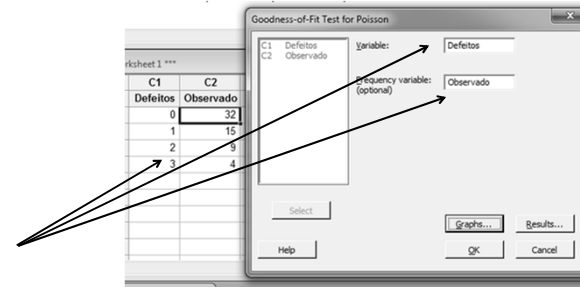 Goodness-of-Fit Test for Poisson
C1 Defeitos
C2 Observado
Variable:
Defeitos
Frequency variable:
(optional)
Observado
Select
Graphs...
Results...
Help
OK
Cancel
rksheet 1 ***
C1 C2
Defeitos Observado
0 32
1 15
2 9
3 4